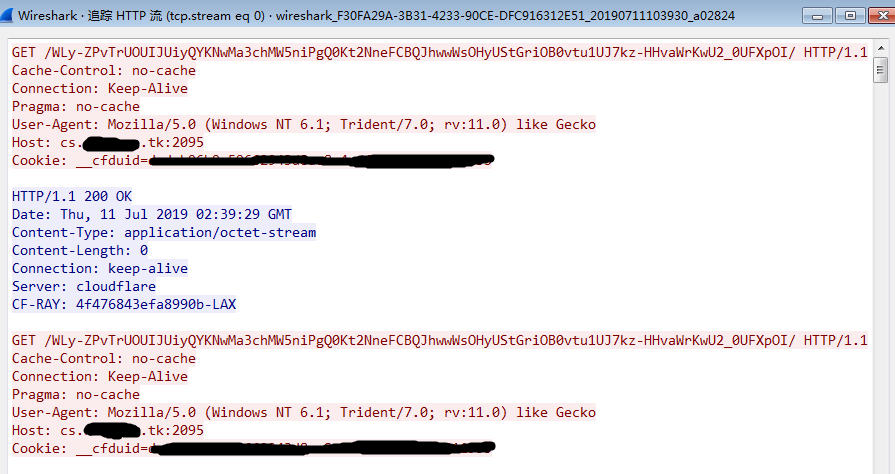 Wireshark · 追踪 HTTP 流 (tcp.stream eq 0) · wireshark_F30FA29A-3B31-4233-90CE-DFC916312E51_20190711103930_a02824
GET /WLy-ZPvTrUOUIJUiyQYKNwMa3chMW5niPgQ0Kt2NneFCBQJhwwWsOHyUStGriOB0vtu1UJ7kz-HHvaWrKwU2_0UFXpOI/ HTTP/1.1
Cache-Control: no-cache
Connection: Keep-Alive
Pragma: no-cache
User-Agent: Mozilla/5.0 (Windows NT 6.1; Trident/7.0; rv:11.0) like Gecko
Host: cs. .tk:2095
Cookie: __cfduid=
HTTP/1.1 200 OK
Date: Thu, 11 Jul 2019 02:39:29 GMT
Content-Type: application/octet-stream
Content-Length: 0
Connection: keep-alive
Server: cloudflare
CF-RAY: 4f476843efa8990b-LAX
GET /WLy-ZPvTrUOUIJUiyQYKNwMa3chMW5niPgQ0Kt2NneFCBQJhwwWsOHyUStGriOB0vtu1UJ7kz-HHvaWrKwU2_0UFXpOI/ HTTP/1.1
Cache-Control: no-cache
Connection: Keep-Alive
Pragma: no-cache
User-Agent: Mozilla/5.0 (Windows NT 6.1; Trident/7.0; rv:11.0) like Gecko
Host: cs. .tk:2095
Cookie: __cfduid=